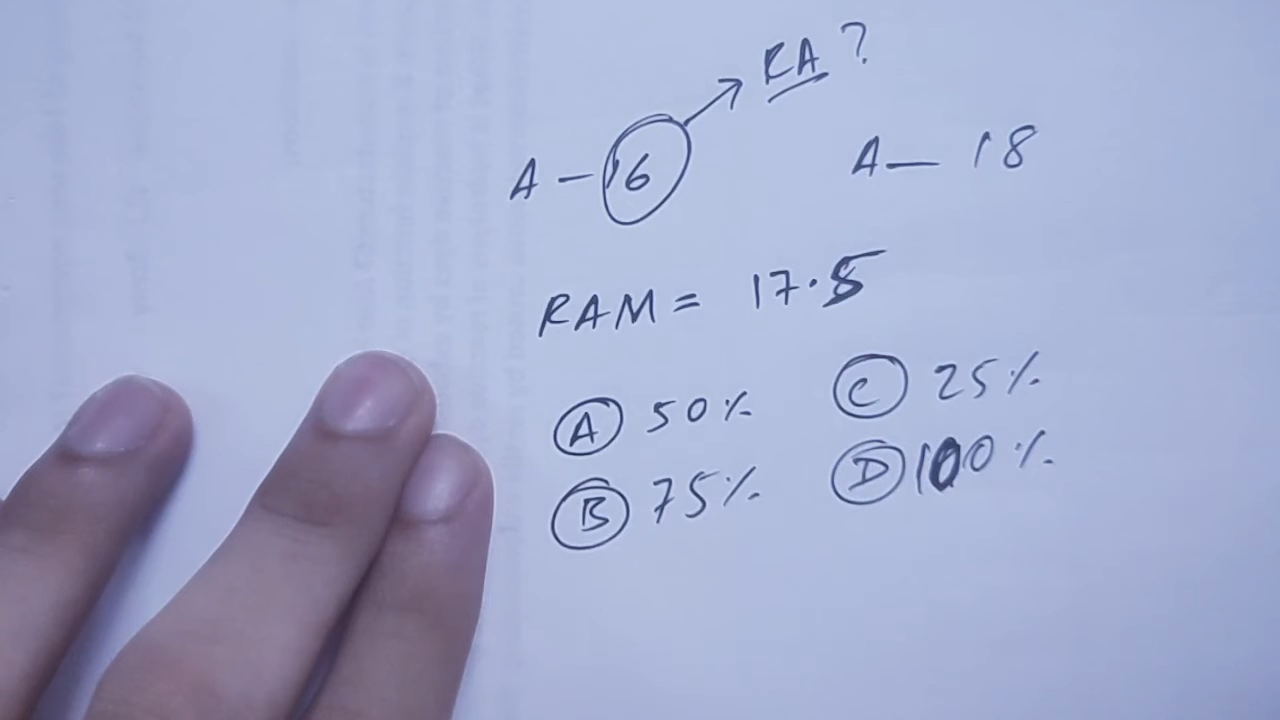 RA?
A - 16 A - 18
RAM = 17.5
A 50% C 25%
B 75% D 100%